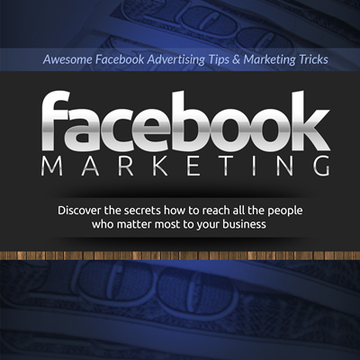 Awesome Facebook Advertising Tips & Marketing Tricks
facebook
MARKETING
Discover the secrets how to reach all the people
who matter most to your business